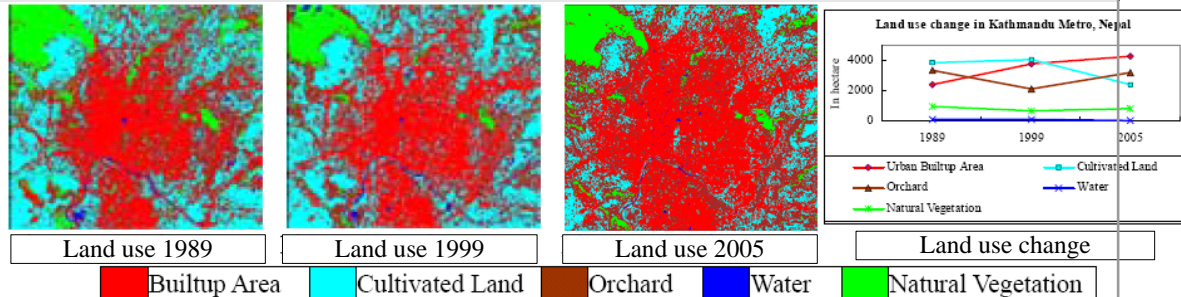 Land use change in Kathmandu Metro, Nepal
In hectare
4000
2000
0
1989 1999 2005
Urban Builtup Area Cultivated Land
Orchard Water
Natural Vegetation
Land use 1989 Land use 1999 Land use 2005 Land use change
Builtup Area Cultivated Land Orchard Water Natural Vegetation